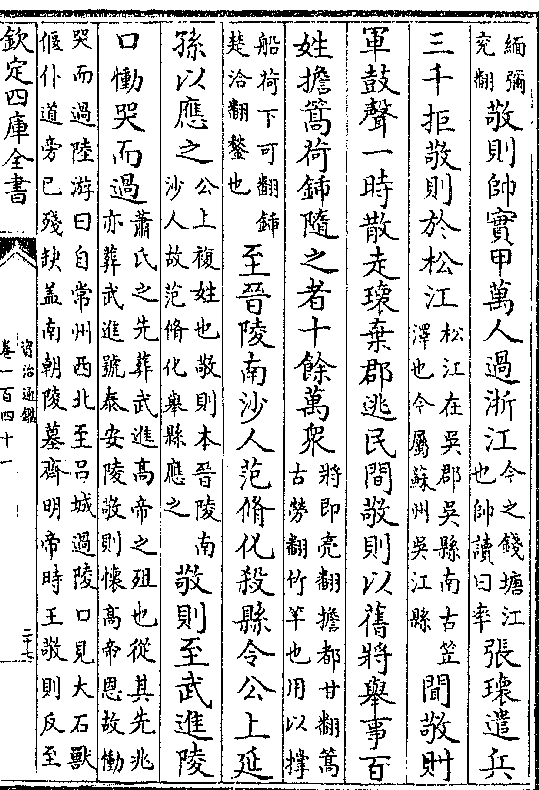 緬彌
兖翻
敬則帥實甲萬人過浙江
今之錢塘江
也帥讀曰率
張瓌遣兵
三千拒敬則於松江
松江在吳郡吳縣南古笠
澤也今屬蘇州吳江縣
聞敬則
軍鼓聲一時散走瓌棄郡逃民間敬則以舊將舉事百
姓擔篙荷鍤隨之者十餘萬衆
將即亮翻擔都甘翻篙
古勞翻竹竿也用以撑
船荷下可翻鍤
楚洽翻鏊也
至晉陵南沙人范脩化殺縣令公上延
孫以應之
公上複姓也敬則本晉陵南
沙人故范脩化舉縣應之
敬則至武進陵
口慟哭而過
蕭氏之先葬武進高帝之殂也從其先兆
亦葬武進號泰安陵敬則懷高帝恩故慟
哭而過陸游曰自常州西北至呂城過陵口見大石獸
偃仆道旁已殘缺盖南朝陵墓齊明帝時王敬則反至
欽定四庫全書
資治通鑑
卷一百四十一
二十六